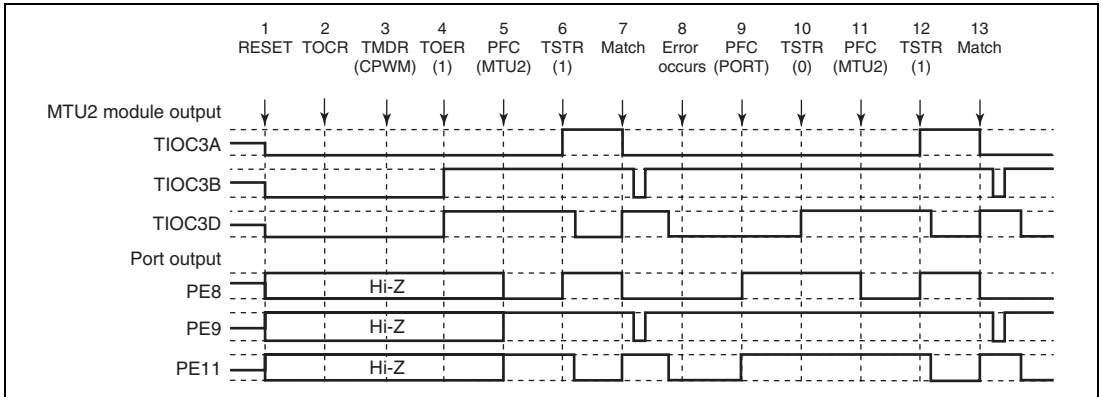 1 2 3 4 5 6 7 8 9 10 11 12 13
RESET TOCR TMDR TOER PFC TSTR Match Error PFC TSTR PFC TSTR Match
(CPWM) (1) (MTU2) (1) occurs (PORT) (0) (MTU2) (1)
MTU2 module output
TIOC3A
TIOC3B
TIOC3D
Port output
PE8 Hi-Z
PE9 Hi-Z
PE11 Hi-Z